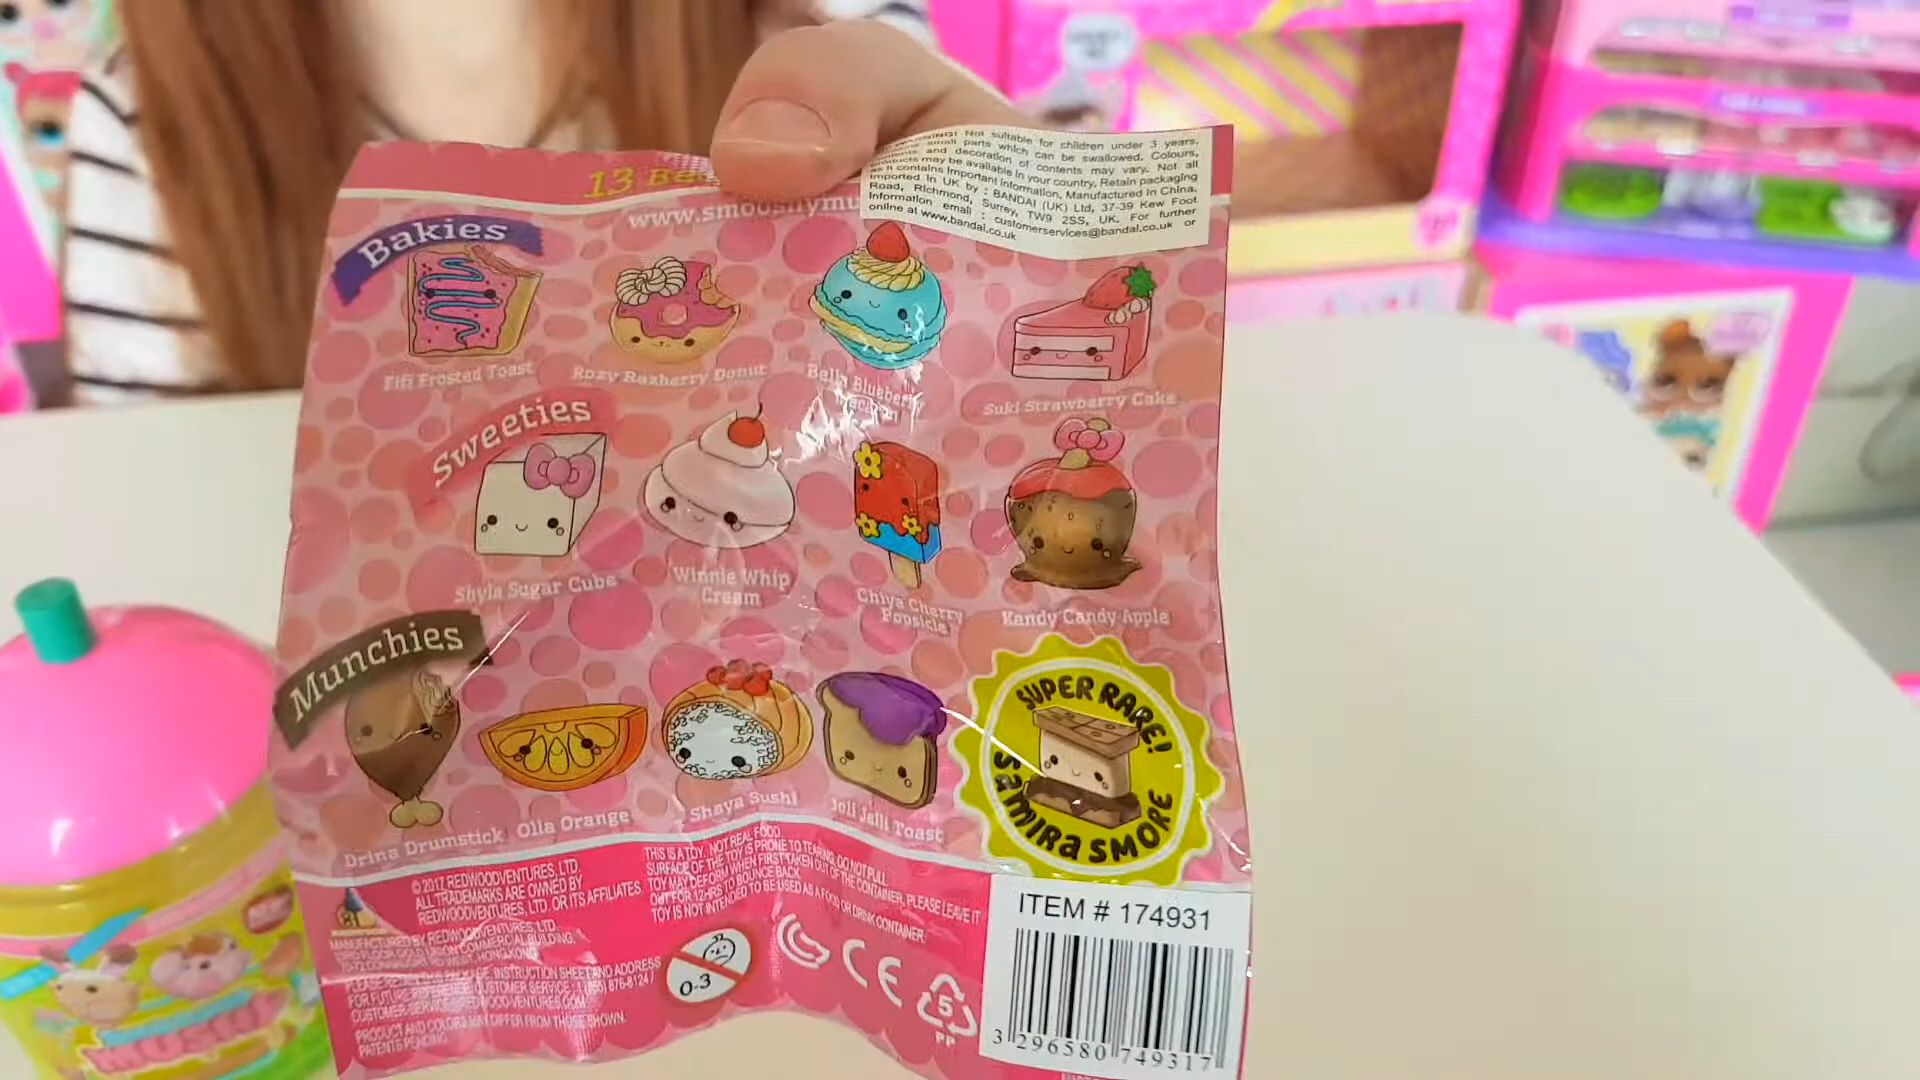 13
www.smooshymu
WARNING! Not suitable for children under 3 years.
small parts which can be swallowed. Colours,
and decoration of contents may vary. Not all
products may be available in your country. Retain packaging
as it contains important information. Manufactured in China.
Imported in UK by : BANDAI (UK) Ltd, 37-39 Kew Foot
Road, Richmond, Surrey, TW9 2SS, UK. For further
information email : customerservices@bandai.co.uk or
online at www.bandai.co.uk
Bakies
Fifi Frosted Toast
Rozy Razberry Donut
Bella Blueberry
Suki Strawberry Cake
Sweeties
Shyla Sugar Cube
Winnie Whip
Cream
Chiya Cherry
Popsicle
Kandy Candy Apple
Munchies
Drina Drumstick
Olla Orange
Shaya Sushi
Joli Jelli Toast
SUPER RARE!
SAMIRA SMORE
© 2017 REDWOODVENTURES, LTD.
ALL TRADEMARKS ARE OWNED BY
REDWOODVENTURES, LTD. OR ITS AFFILIATES
MANUFACTURED BY REDWOODVENTURES, LTD.
CUSTOMER-SERVICE@REDWOODVENTURES.COM
PRODUCT AND COLORS MAY DIFFER FROM THOSE SHOWN.
PATENTS PENDING
THIS IS A TOY. NOT REAL FOOD
SURFACE OF THE TOY IS PRONE TO TEARING, DO NOT PULL.
TOY MAY DEFORM WHEN FIRST TAKEN OUT OF THE CONTAINER, PLEASE LEAVE IT
OUT FOR 12HRS TO BOUNCE BACK
TOY IS NOT INTENDED TO BE USED AS A FOOD OR DRINK CONTAINER.
0-3
CE
5
PP
ITEM # 174931
3 296580 749317